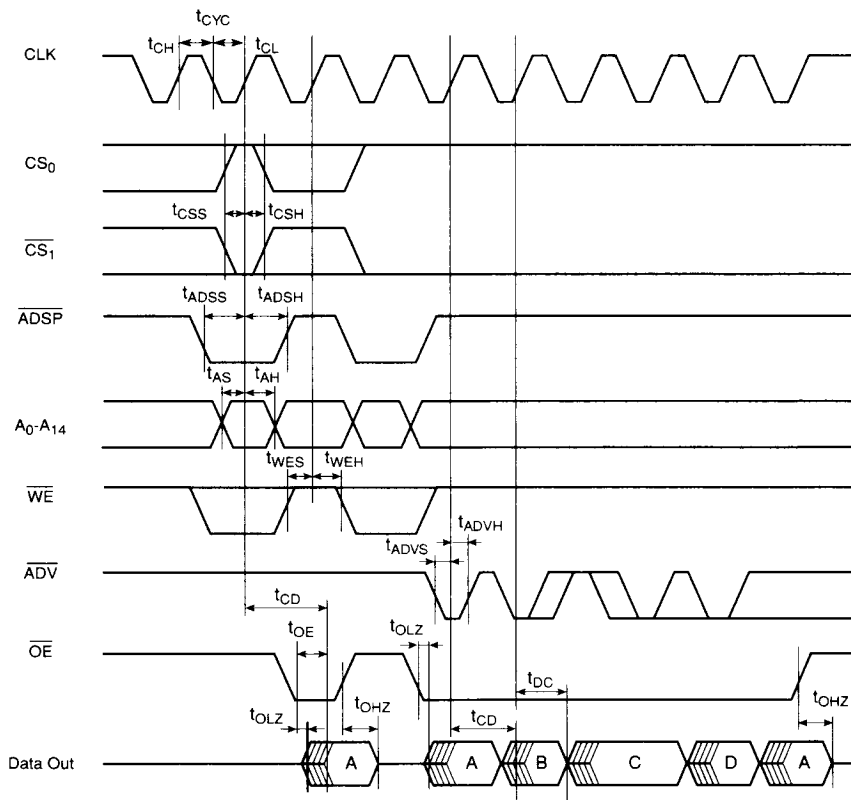 tCYC
tCH
tCL
CLK
CS0
tCSS
tCSH
CS1
tADSS
tADSH
ADSP
tAS
tAH
A0-A14
tWES
tWEH
WE
tADVH
tADVS
ADV
tCD
tOE
tOLZ
OE
tDC
tOHZ
tOHZ
tOLZ
tCD
Data Out
A
A
B
C
D
A